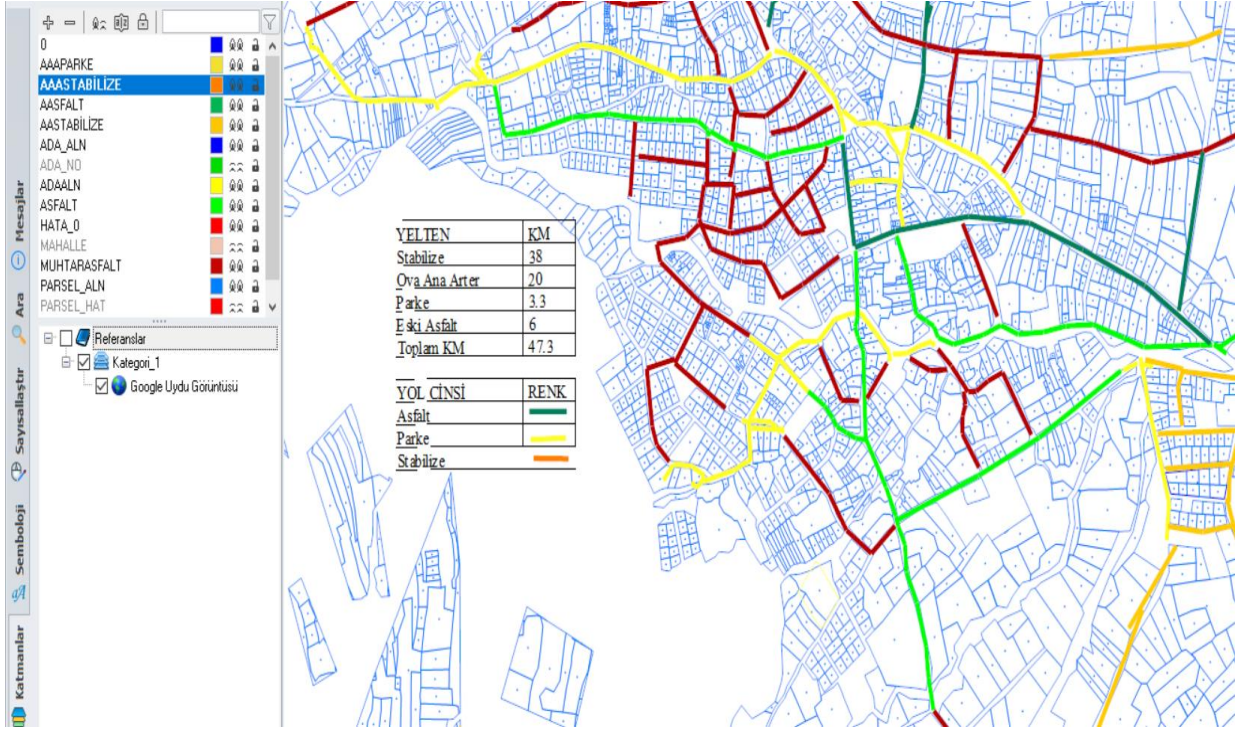 Mesajlar
Ara
Sayısallaştır
Semboloji
Katmanlar
0
AAAPARKE
AAASTABİLİZE
AASFALT
AASTABİLİZE
ADA_ALN
ADA_NO
ADAALN
ASFALT
HATA_0
MAHALLE
MUHTARASFALT
PARSEL_ALN
PARSEL_HAT
Referanslar
Kategori_1
Google Uydu Görüntüsü
YELTEN KM
Stabilize 38
Ova Ana Arter 20
Parke 3.3
Eski Asfalt 6
Toplam KM 47.3
YOL CİNSİ RENK
Asfalt
Parke
Stabilize